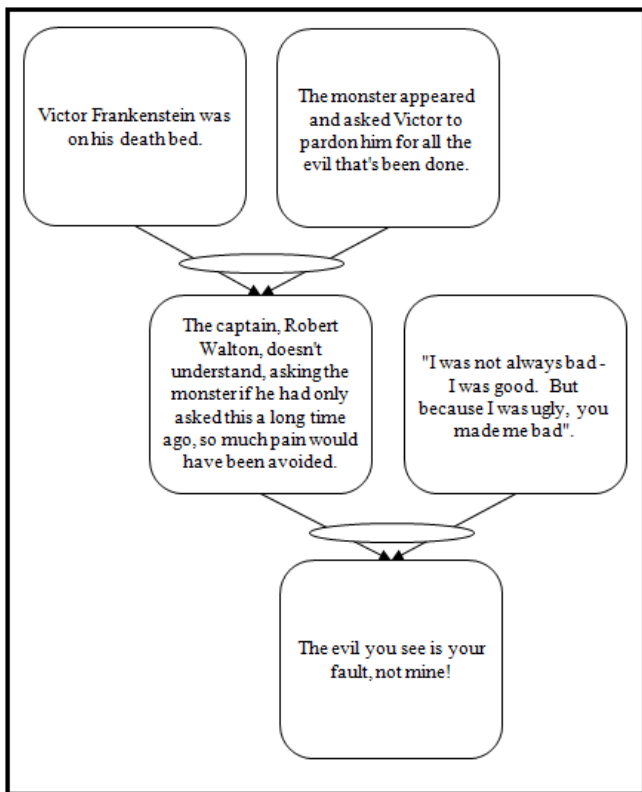 Victor Frankenstein was
on his death bed.
The monster appeared
and asked Victor to
pardon him for all the
evil that's been done.
The captain, Robert
Walton, doesn't
understand, asking the
monster if he had only
asked this a long time
ago, so much pain would
have been avoided.
"I was not always bad -
I was good. But
because I was ugly, you
made me bad".
The evil you see is your
fault, not mine!